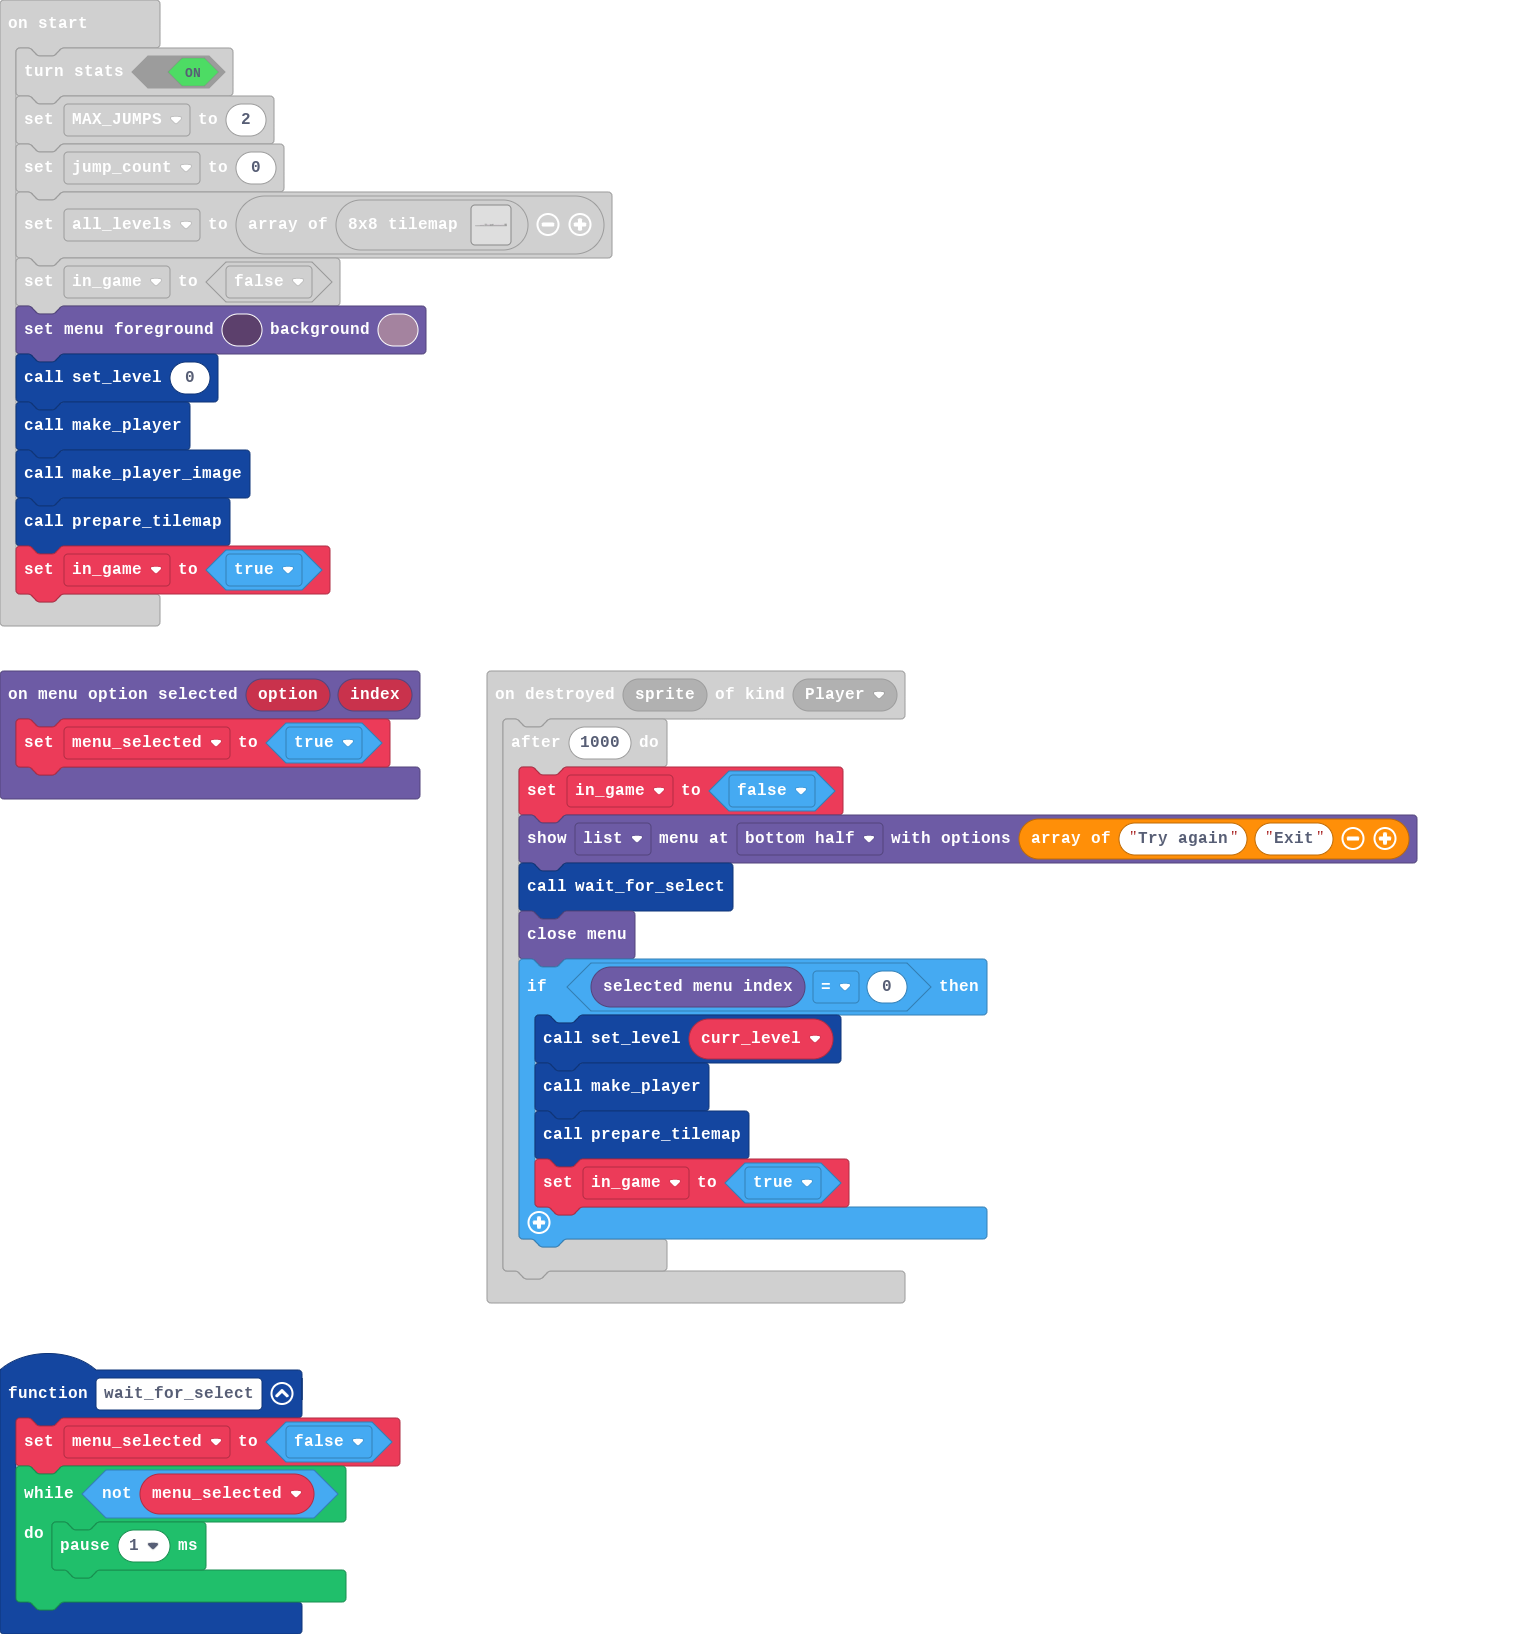 on start
turn stats ON
set MAX_JUMPS to 2
set jump_count to 0
set all_levels to array of 8x8 tilemap
set in_game to false
set menu foreground background
call set_level 0
call make_player
call make_player_image
call prepare_tilemap
set in_game to true
on menu option selected option index
set menu_selected to true
on destroyed sprite of kind Player
after 1000 do
set in_game to false
show list menu at bottom half with options array of "Try again" "Exit"
call wait_for_select
close menu
if selected menu index = 0 then
call set_level curr_level
call make_player
call prepare_tilemap
set in_game to true
function wait_for_select
set menu_selected to false
while not menu_selected
do pause 1 ms